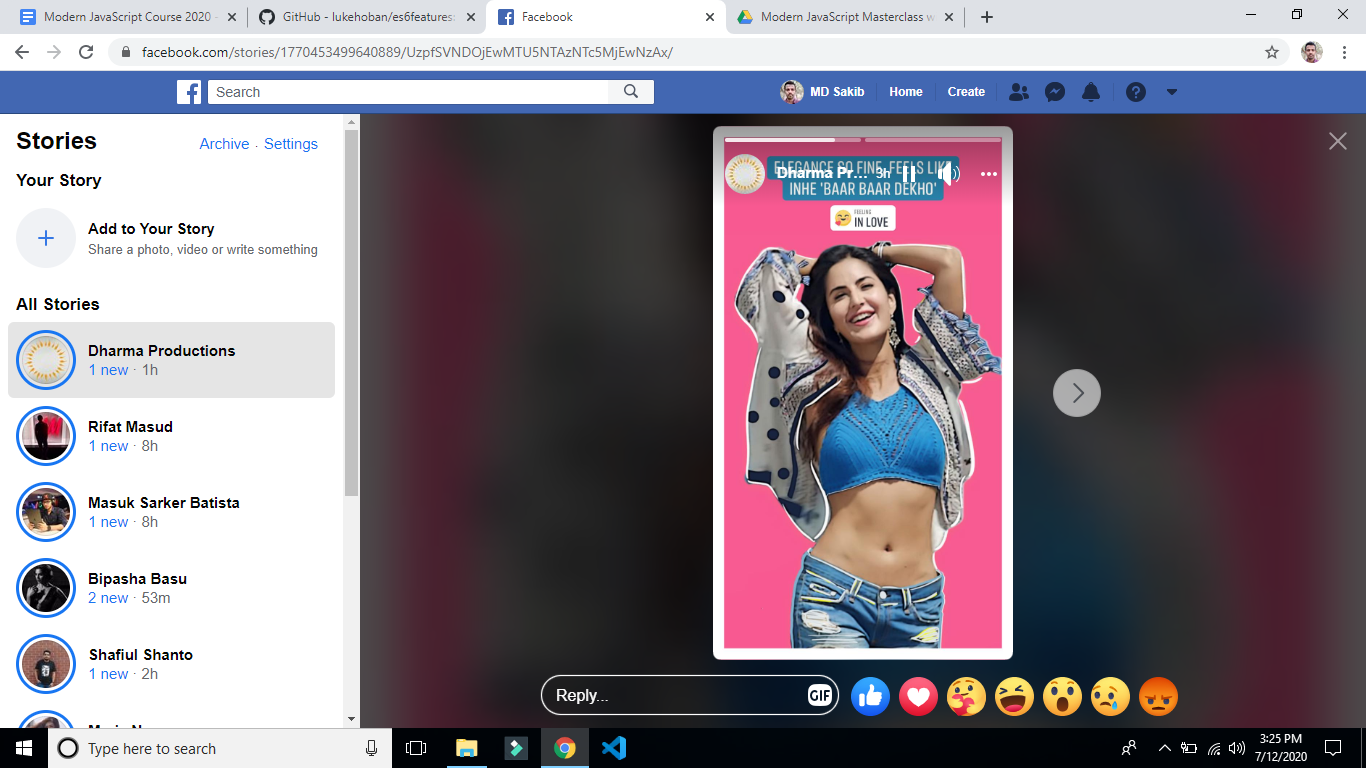 Modern JavaScript Course 2020 -
GitHub - lukehoban/es6features:
Facebook
Modern JavaScript Masterclass w
facebook.com/stories/1770453499640889/UzpfSVNDOjEwMTU5NTAzNTc5MjEwNzAx/
Search
MD Sakib
Home
Create
Stories
Archive . Settings
Your Story
Add to Your Story
Share a photo, video or write something
All Stories
Dharma Productions
1 new · 1h
Rifat Masud
1 new · 8h
Masuk Sarker Batista
1 new · 8h
Bipasha Basu
2 new · 53m
Shafiul Shanto
1 new · 2h
ELEGANCE SO FINE, FEELS LIKE
Dharma Pr... 3h
INHE 'BAAR BAAR DEKHO'
FEELING
IN LOVE
Reply...
GIF
Type here to search
3:25 PM
7/12/2020